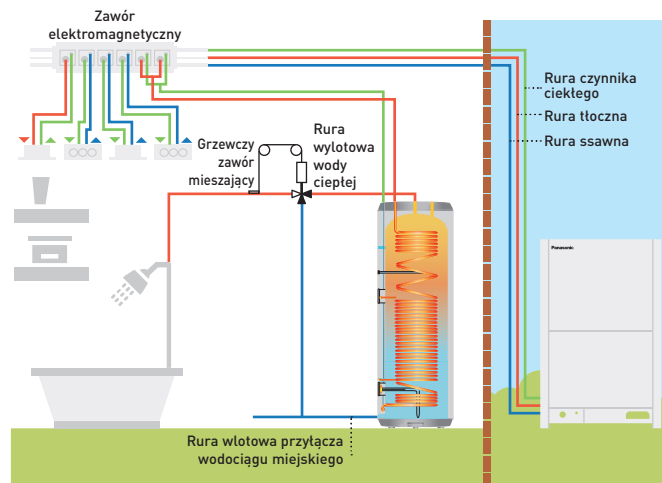 Zawór
elektromagnetyczny
Rura czynnika
ciekłego
Rura tłoczna
Rura ssawna
Grzewczy
zawór
mieszający
Rura
wylotowa
wody
ciepłej
Panasonic
Rura wlotowa przyłącza
wodociągu miejskiego